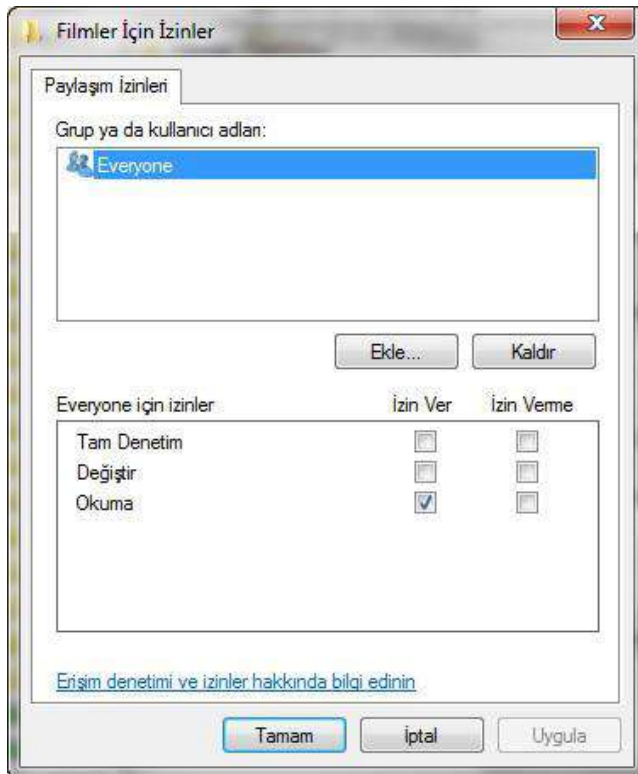 Filmler İçin İzinler
Paylaşım İzinleri
Grup ya da kullanıcı adları:
Everyone
Ekle...
Kaldır
Everyone için izinler İzin Ver İzin Verme
Tam Denetim
Değiştir
Okuma
Erişim denetimi ve izinler hakkında bilgi edinin
Tamam
İptal
Uygula